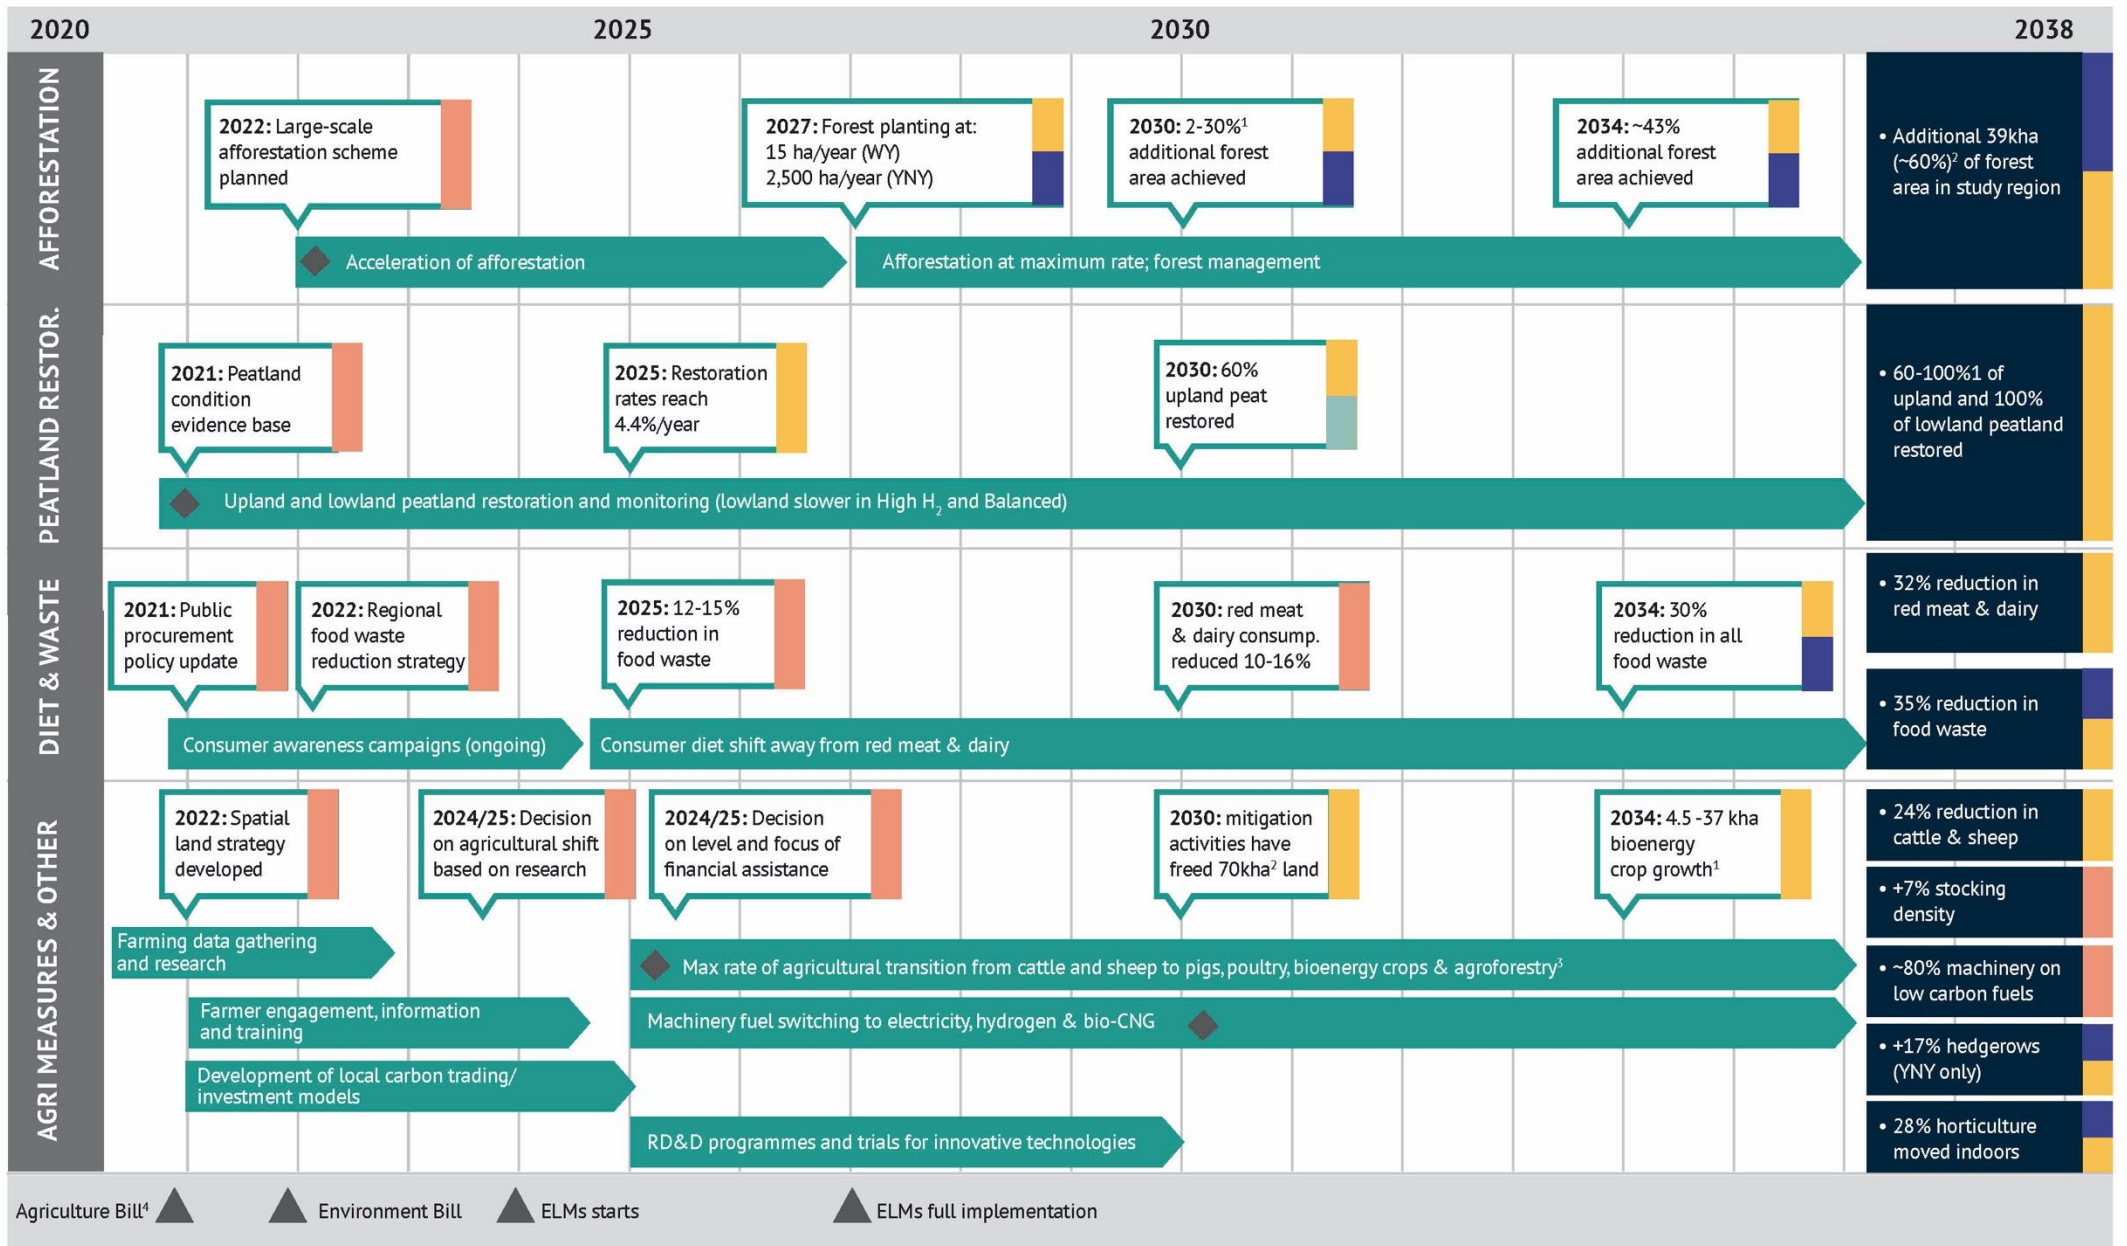 2020
2025
2030
2038
AFFORESTATION
2022: Large-scale
afforestation scheme
planned
2027: Forest planting at:
15 ha/year (WY)
2,500 ha/year (YNY)
2030: 2-30%¹
additional forest
area achieved
2034: ~43%
additional forest
area achieved
Acceleration of afforestation
Afforestation at maximum rate; forest management
• Additional 39kha
(~60%)² of forest
area in study region
PEATLAND RESTOR.
2021: Peatland
condition
evidence base
2025: Restoration
rates reach
4.4%/year
2030: 60%
upland peat
restored
Upland and lowland peatland restoration and monitoring (lowland slower in High H₂ and Balanced)
• 60-100%1 of
upland and 100%
of lowland peatland
restored
DIET & WASTE
2021: Public
procurement
policy update
2022: Regional
food waste
reduction strategy
2025: 12-15%
reduction in
food waste
2030: red meat
& dairy consump.
reduced 10-16%
2034: 30%
reduction in all
food waste
Consumer awareness campaigns (ongoing)
Consumer diet shift away from red meat & dairy
• 32% reduction in
red meat & dairy
• 35% reduction in
food waste
AGRI MEASURES & OTHER
2022: Spatial
land strategy
developed
2024/25: Decision
on agricultural shift
based on research
2024/25: Decision
on level and focus of
financial assistance
2030: mitigation
activities have
freed 70kha² land
2034: 4.5 -37 kha
bioenergy
crop growth¹
Farming data gathering
and research
Max rate of agricultural transition from cattle and sheep to pigs, poultry, bioenergy crops & agroforestry³
Farmer engagement, information
and training
Machinery fuel switching to electricity, hydrogen & bio-CNG
Development of local carbon trading/
investment models
RD&D programmes and trials for innovative technologies
• 24% reduction in
cattle & sheep
• +7% stocking
density
• ~80% machinery on
low carbon fuels
• +17% hedgerows
(YNY only)
• 28% horticulture
moved indoors
Agriculture Bill⁴
Environment Bill
ELMs starts
ELMs full implementation